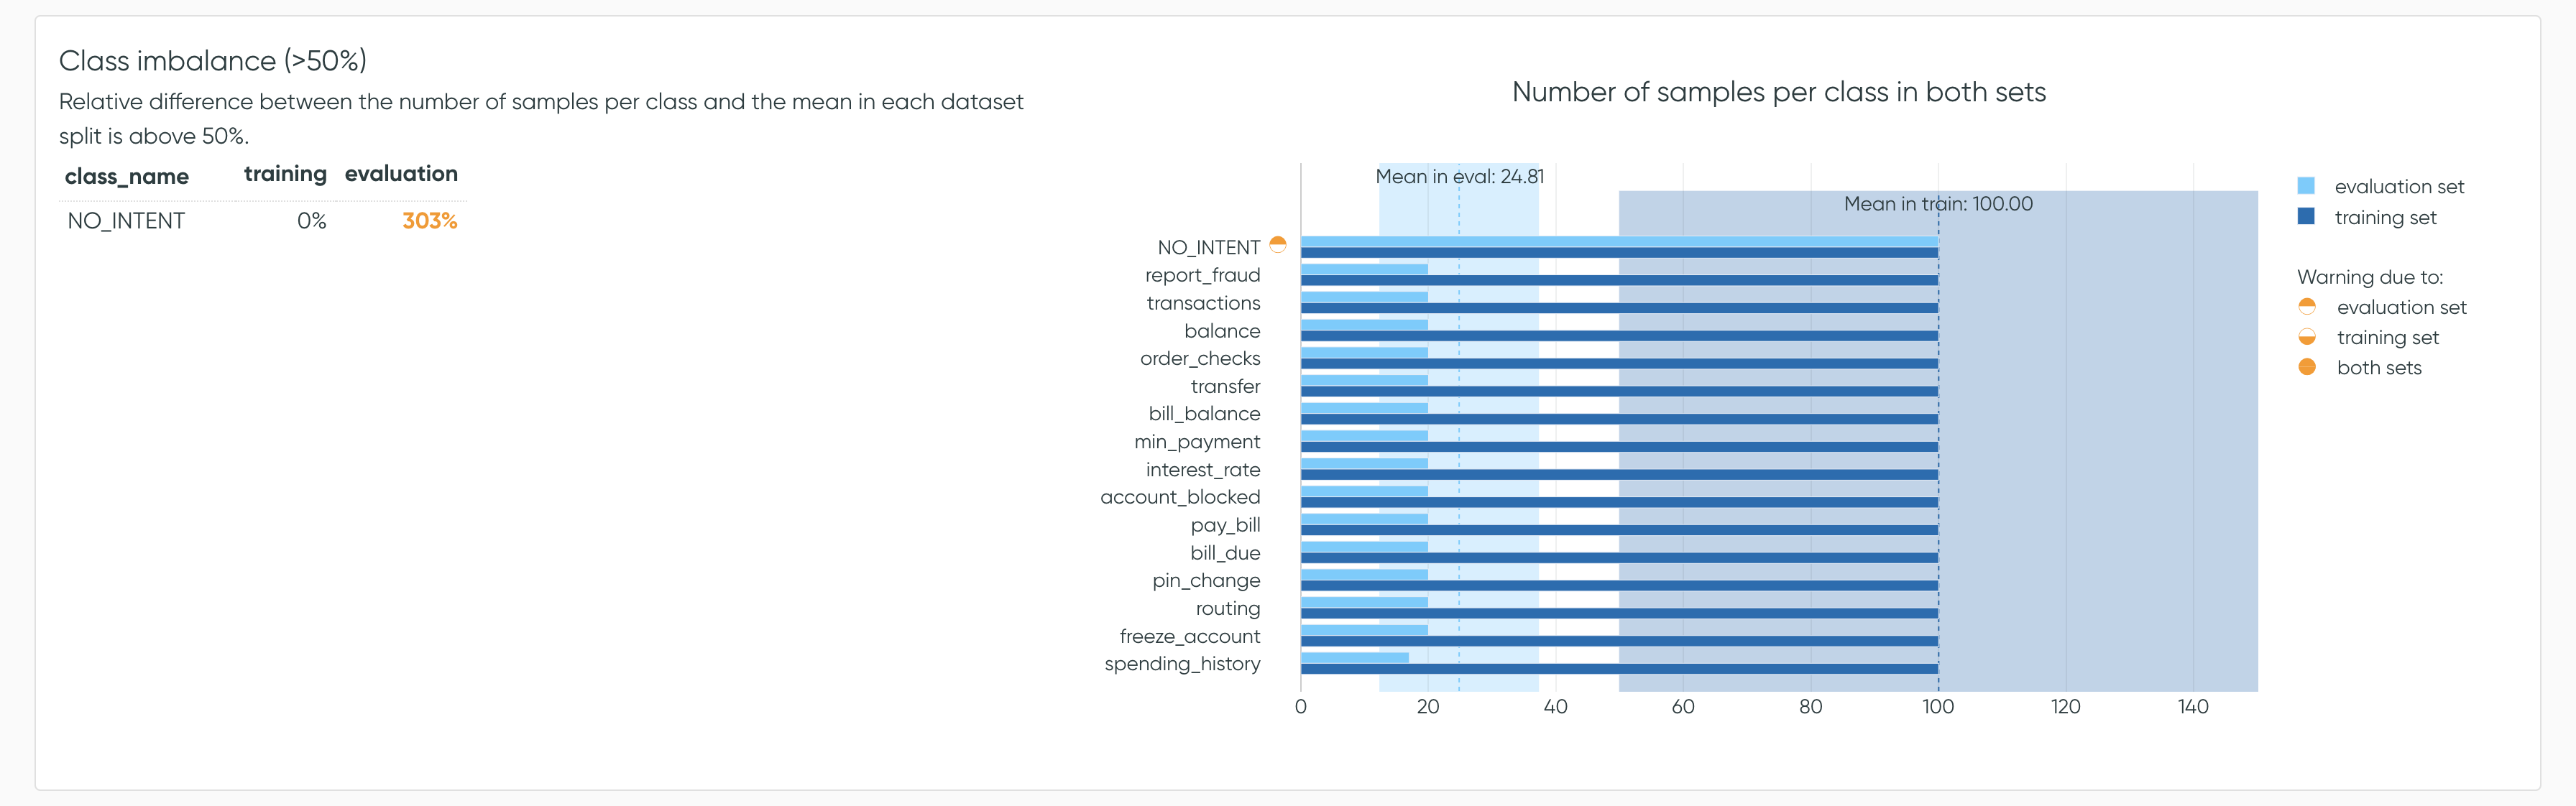 Class imbalance (>50%)
Relative difference between the number of samples per class and the mean in each dataset
split is above 50%.
class_name training evaluation
NO_INTENT 0% 303%
Number of samples per class in both sets
Mean in eval: 24.81
Mean in train: 100.00
NO_INTENT
report_fraud
transactions
balance
order_checks
transfer
bill_balance
min_payment
interest_rate
account_blocked
pay_bill
bill_due
pin_change
routing
freeze_account
spending_history
0 20 40 60 80 100 120 140
evaluation set
training set
Warning due to:
evaluation set
training set
both sets